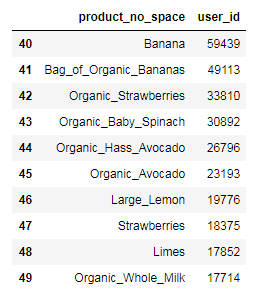 product_no_space user_id
40 Banana 59439
41 Bag_of_Organic_Bananas 49113
42 Organic_Strawberries 33810
43 Organic_Baby_Spinach 30892
44 Organic_Hass_Avocado 26796
45 Organic_Avocado 23193
46 Large_Lemon 19776
47 Strawberries 18375
48 Limes 17852
49 Organic_Whole_Milk 17714